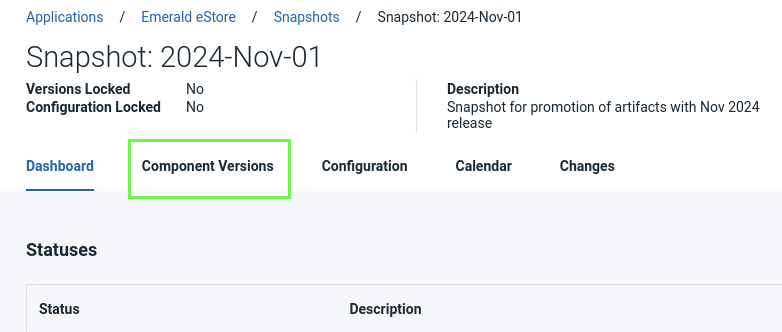 Applications / Emerald eStore / Snapshots / Snapshot: 2024-Nov-01
Snapshot: 2024-Nov-01
Versions Locked No
Configuration Locked No
Description
Snapshot for promotion of artifacts with Nov 2024
release
Dashboard Component Versions Configuration Calendar Changes
Statuses
Status Description